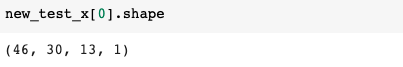 new_test_x[0].shape
(46, 30, 13, 1)